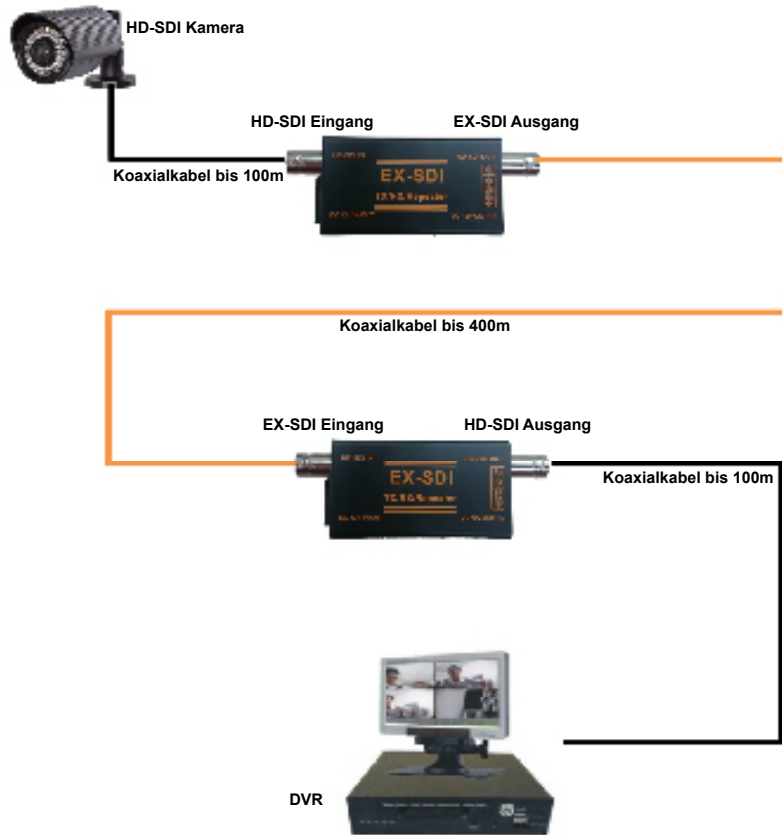 HD-SDI Kamera
HD-SDI Eingang
EX-SDI Ausgang
Koaxialkabel bis 100m
EX-SDI
Koaxialkabel bis 400m
EX-SDI Eingang
HD-SDI Ausgang
EX-SDI
Koaxialkabel bis 100m
DVR